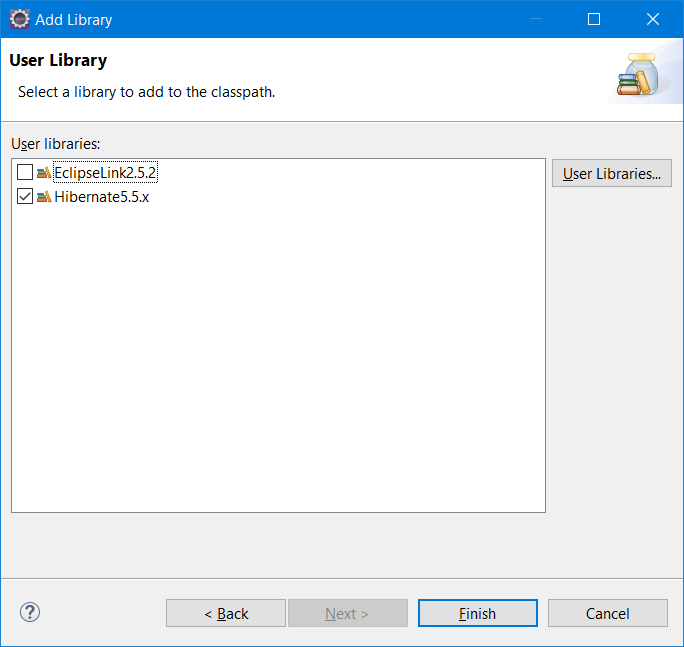 Add Library
User Library
Select a library to add to the classpath.
User libraries:
EclipseLink2.5.2
User Libraries...
Hibernate5.5.x
?
< Back
Next >
Finish
Cancel